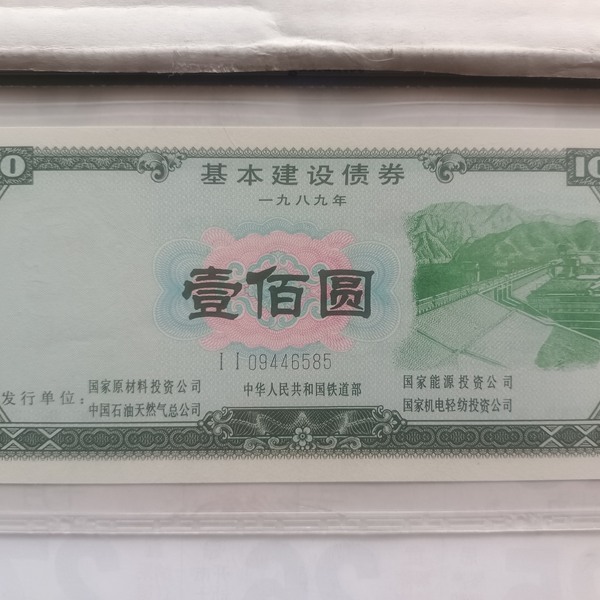 基本建设债券
一九八九年
壹佰圆
I I 09446585
发行单位:
国家原材料投资公司
中国石油天然气总公司
中华人民共和国铁道部
国家能源投资公司
国家机电轻纺投资公司